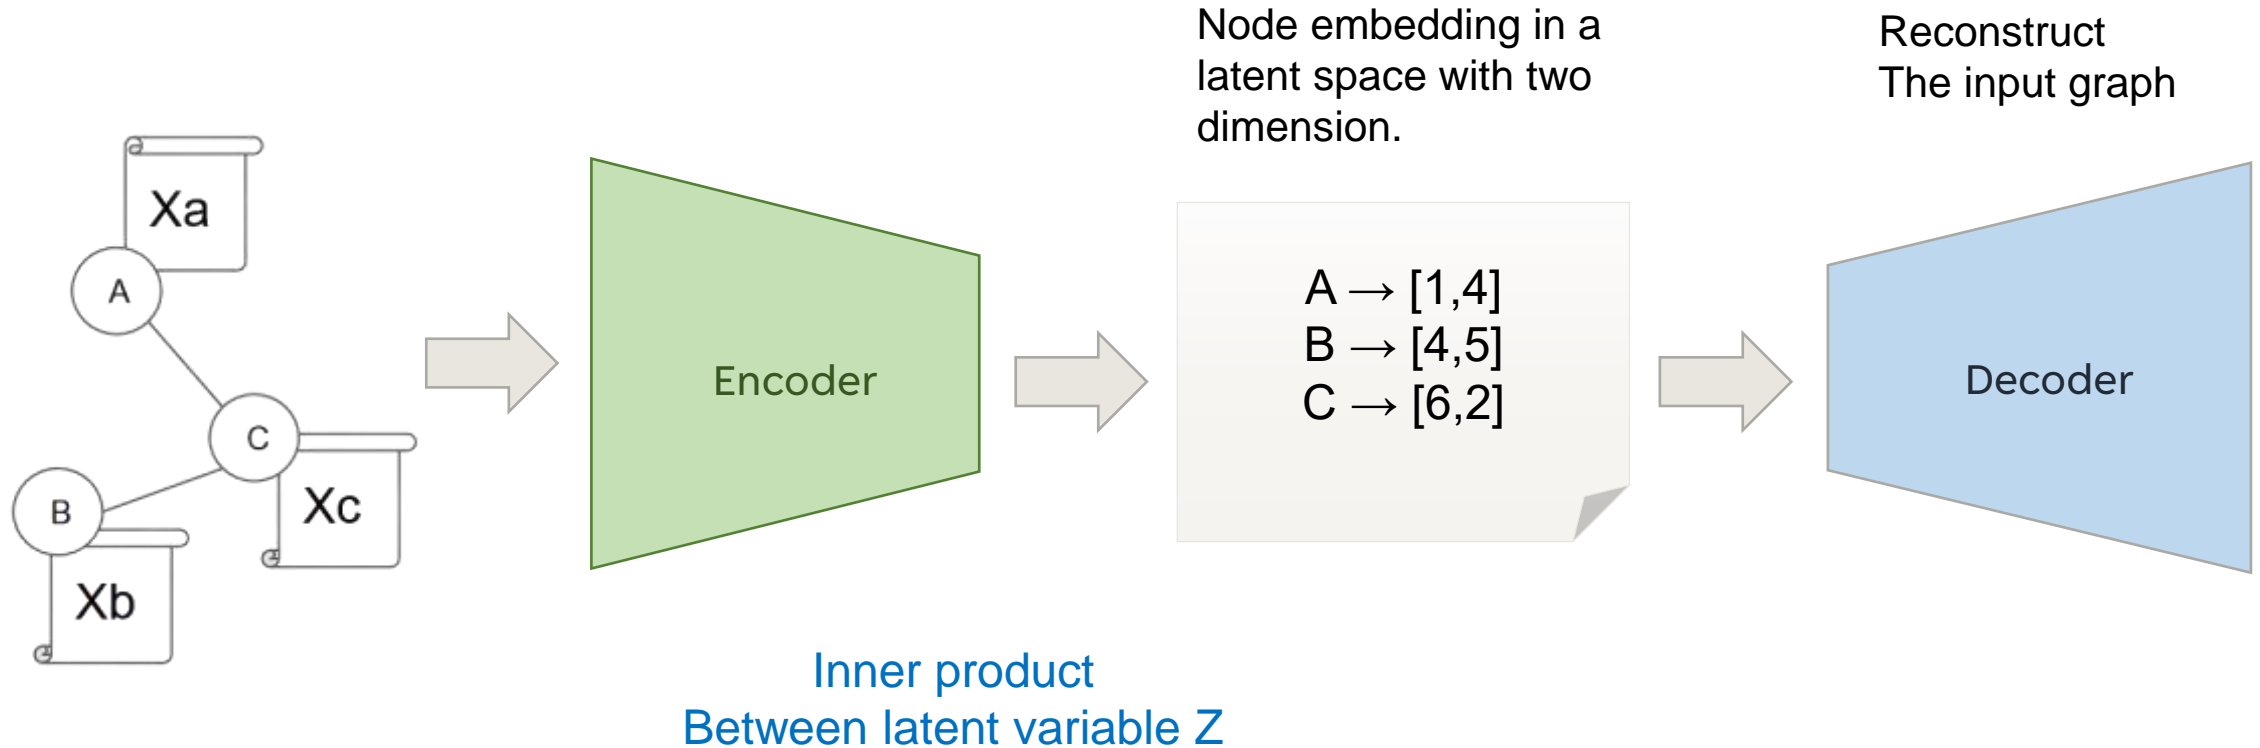 Node embedding in a
latent space with two
dimension.
Reconstruct
The input graph
Xa
A
C
Xc
B
Xb
Encoder
A → [1,4]
B → [4,5]
C → [6,2]
Decoder
Inner product
Between latent variable Z